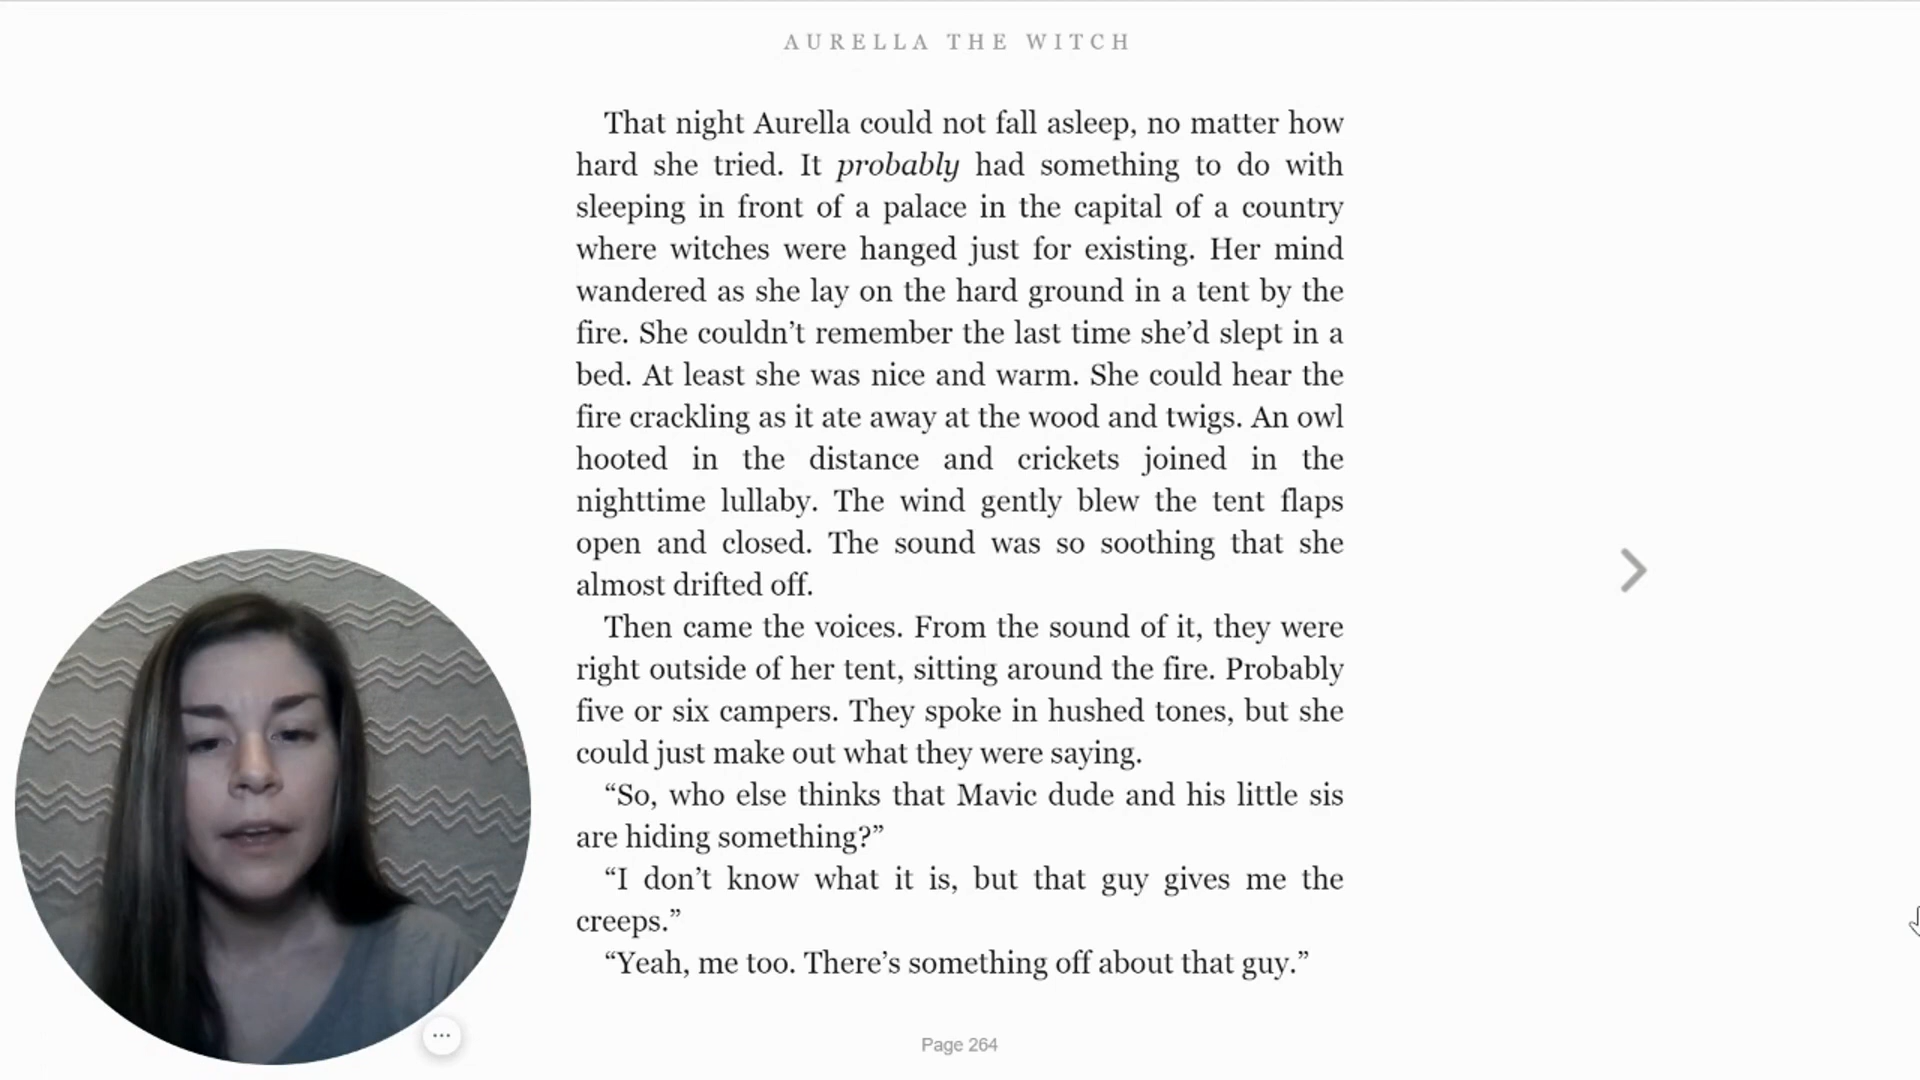 AURELLA THE WITCH
That night Aurella could not fall asleep, no matter how
hard she tried. It probably had something to do with
sleeping in front of a palace in the capital of a country
where witches were hanged just for existing. Her mind
wandered as she lay on the hard ground in a tent by the
fire. She couldn’t remember the last time she’d slept in a
bed. At least she was nice and warm. She could hear the
fire crackling as it ate away at the wood and twigs. An owl
hooted in the distance and crickets joined in the
nighttime lullaby. The wind gently blew the tent flaps
open and closed. The sound was so soothing that she
almost drifted off.
Then came the voices. From the sound of it, they were
right outside of her tent, sitting around the fire. Probably
five or six campers. They spoke in hushed tones, but she
could just make out what they were saying.
“So, who else thinks that Mavic dude and his little sis
are hiding something?”
“I don’t know what it is, but that guy gives me the
creeps.”
“Yeah, me too. There’s something off about that guy.”
Page 264